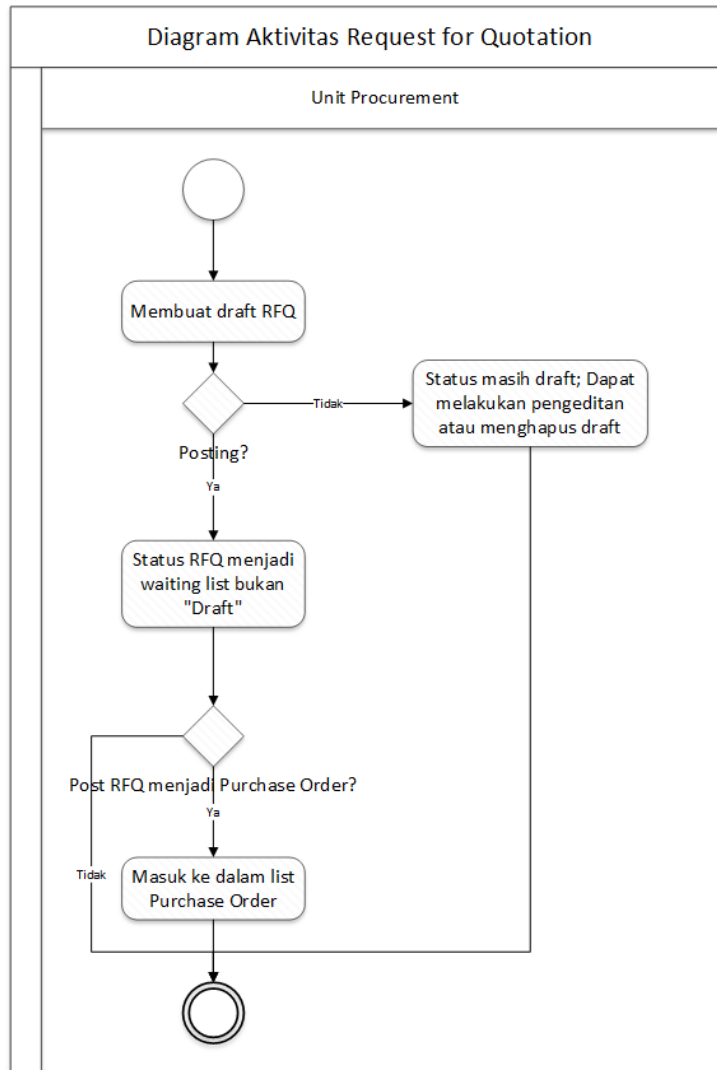 Diagram Aktivitas Request for Quotation
Unit Procurement
Membuat draft RFQ
Status masih draft; Dapat
melakukan pengeditan
atau menghapus draft
Tidak
Posting?
Ya
Status RFQ menjadi
waiting list bukan
"Draft"
Post RFQ menjadi Purchase Order?
Ya
Tidak
Masuk ke dalam list
Purchase Order